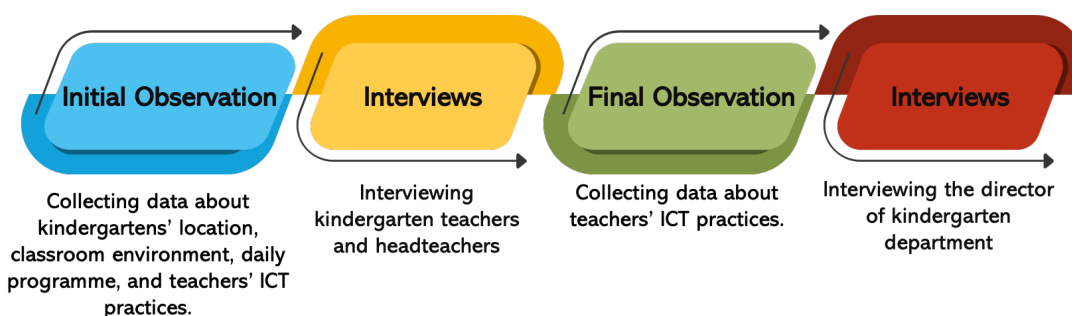 Initial Observation
Collecting data about
kindergartens’ location,
classroom environment, daily
programme, and teachers’ ICT
practices.
Interviews
Interviewing
kindergarten teachers
and headteachers
Final Observation
Collecting data about
teachers’ ICT practices.
Interviews
Interviewing the director
of kindergarten
department